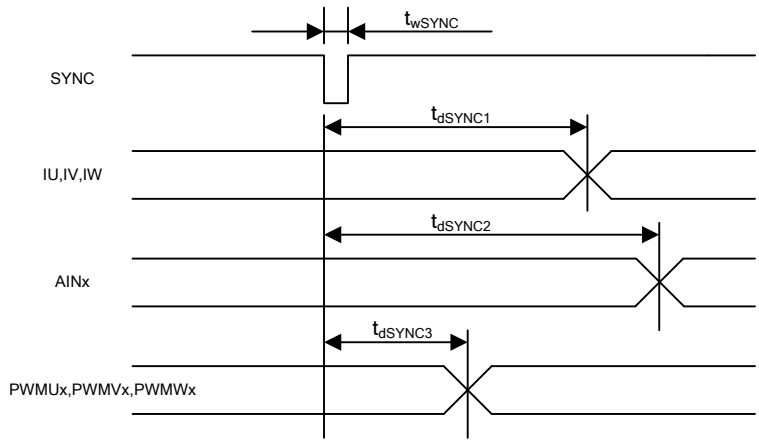 twSYNC
SYNC
tdSYNC1
IU,IV,IW
tdSYNC2
AINx
tdSYNC3
PWMUx,PWMVx,PWMWx